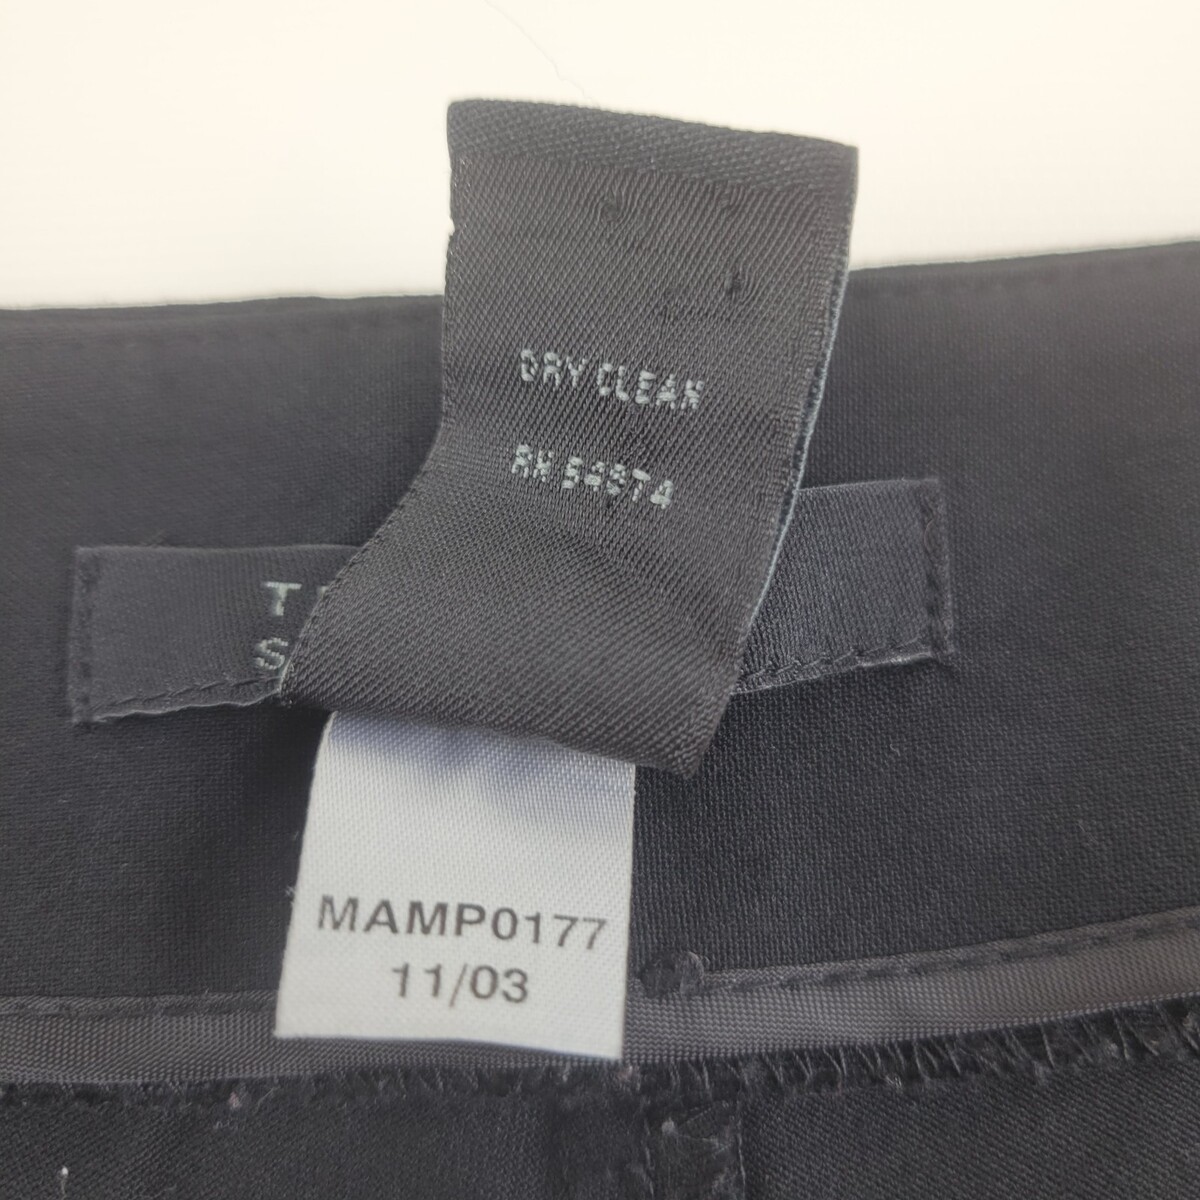 DRY CLEAN
RN 54874
T
S
MAMP0177
11/03